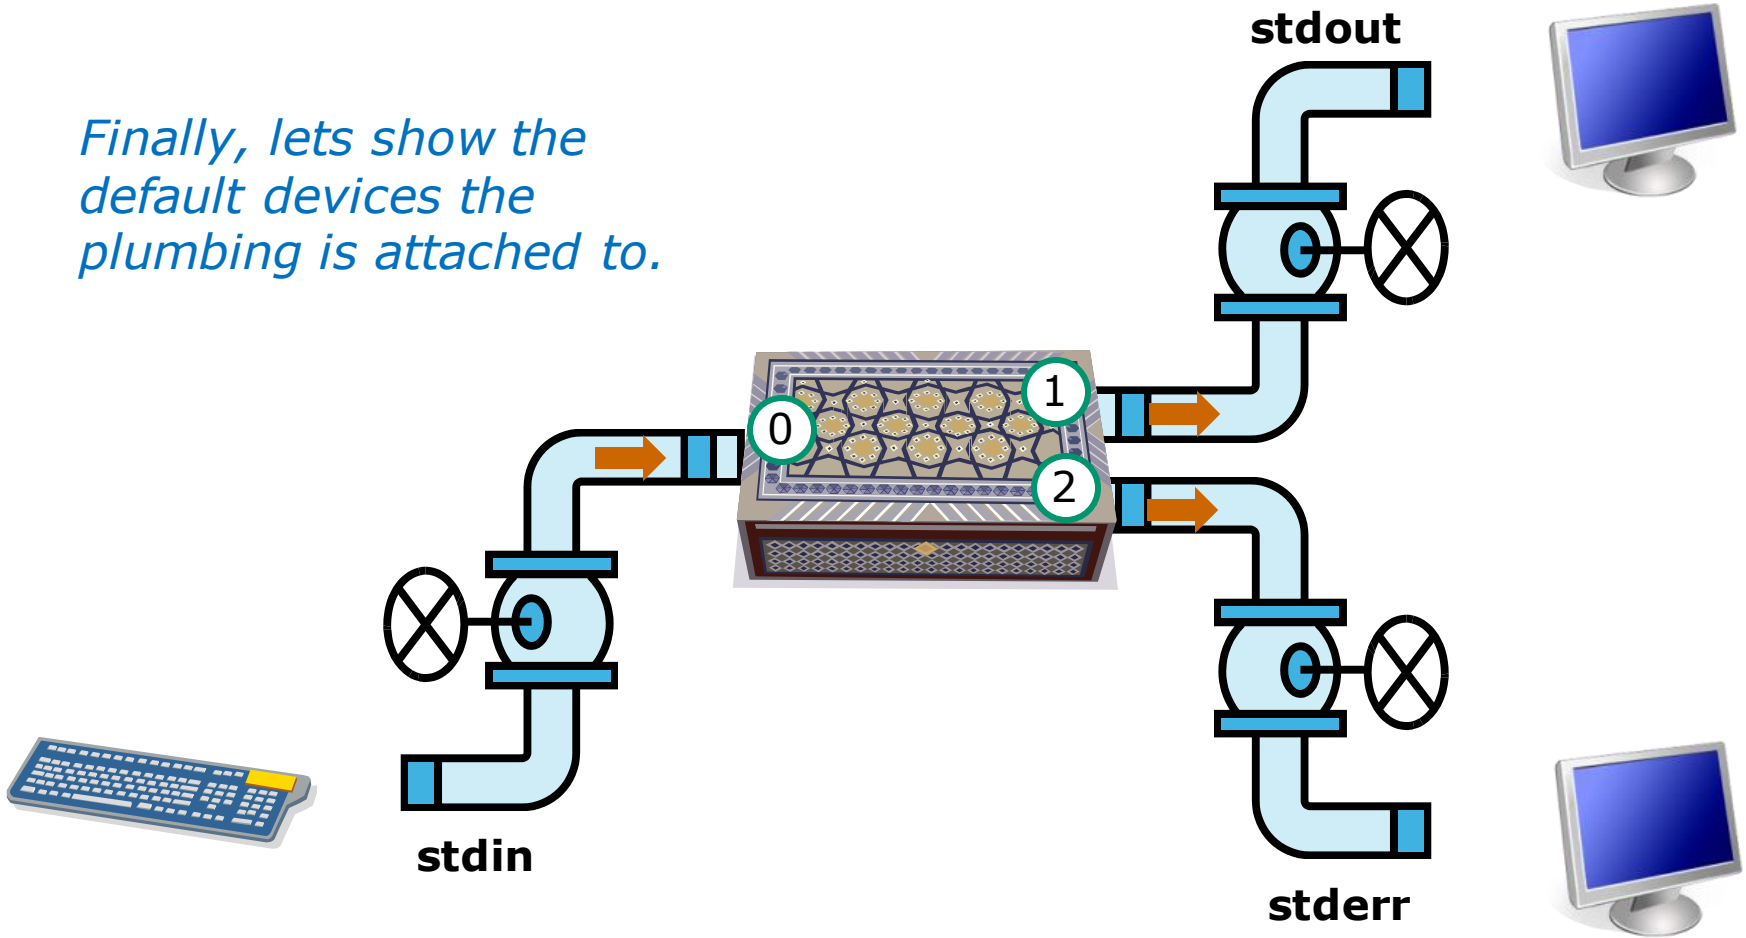 stdout
Finally, lets show the
default devices the
plumbing is attached to.
1
0
2
stdin
stderr